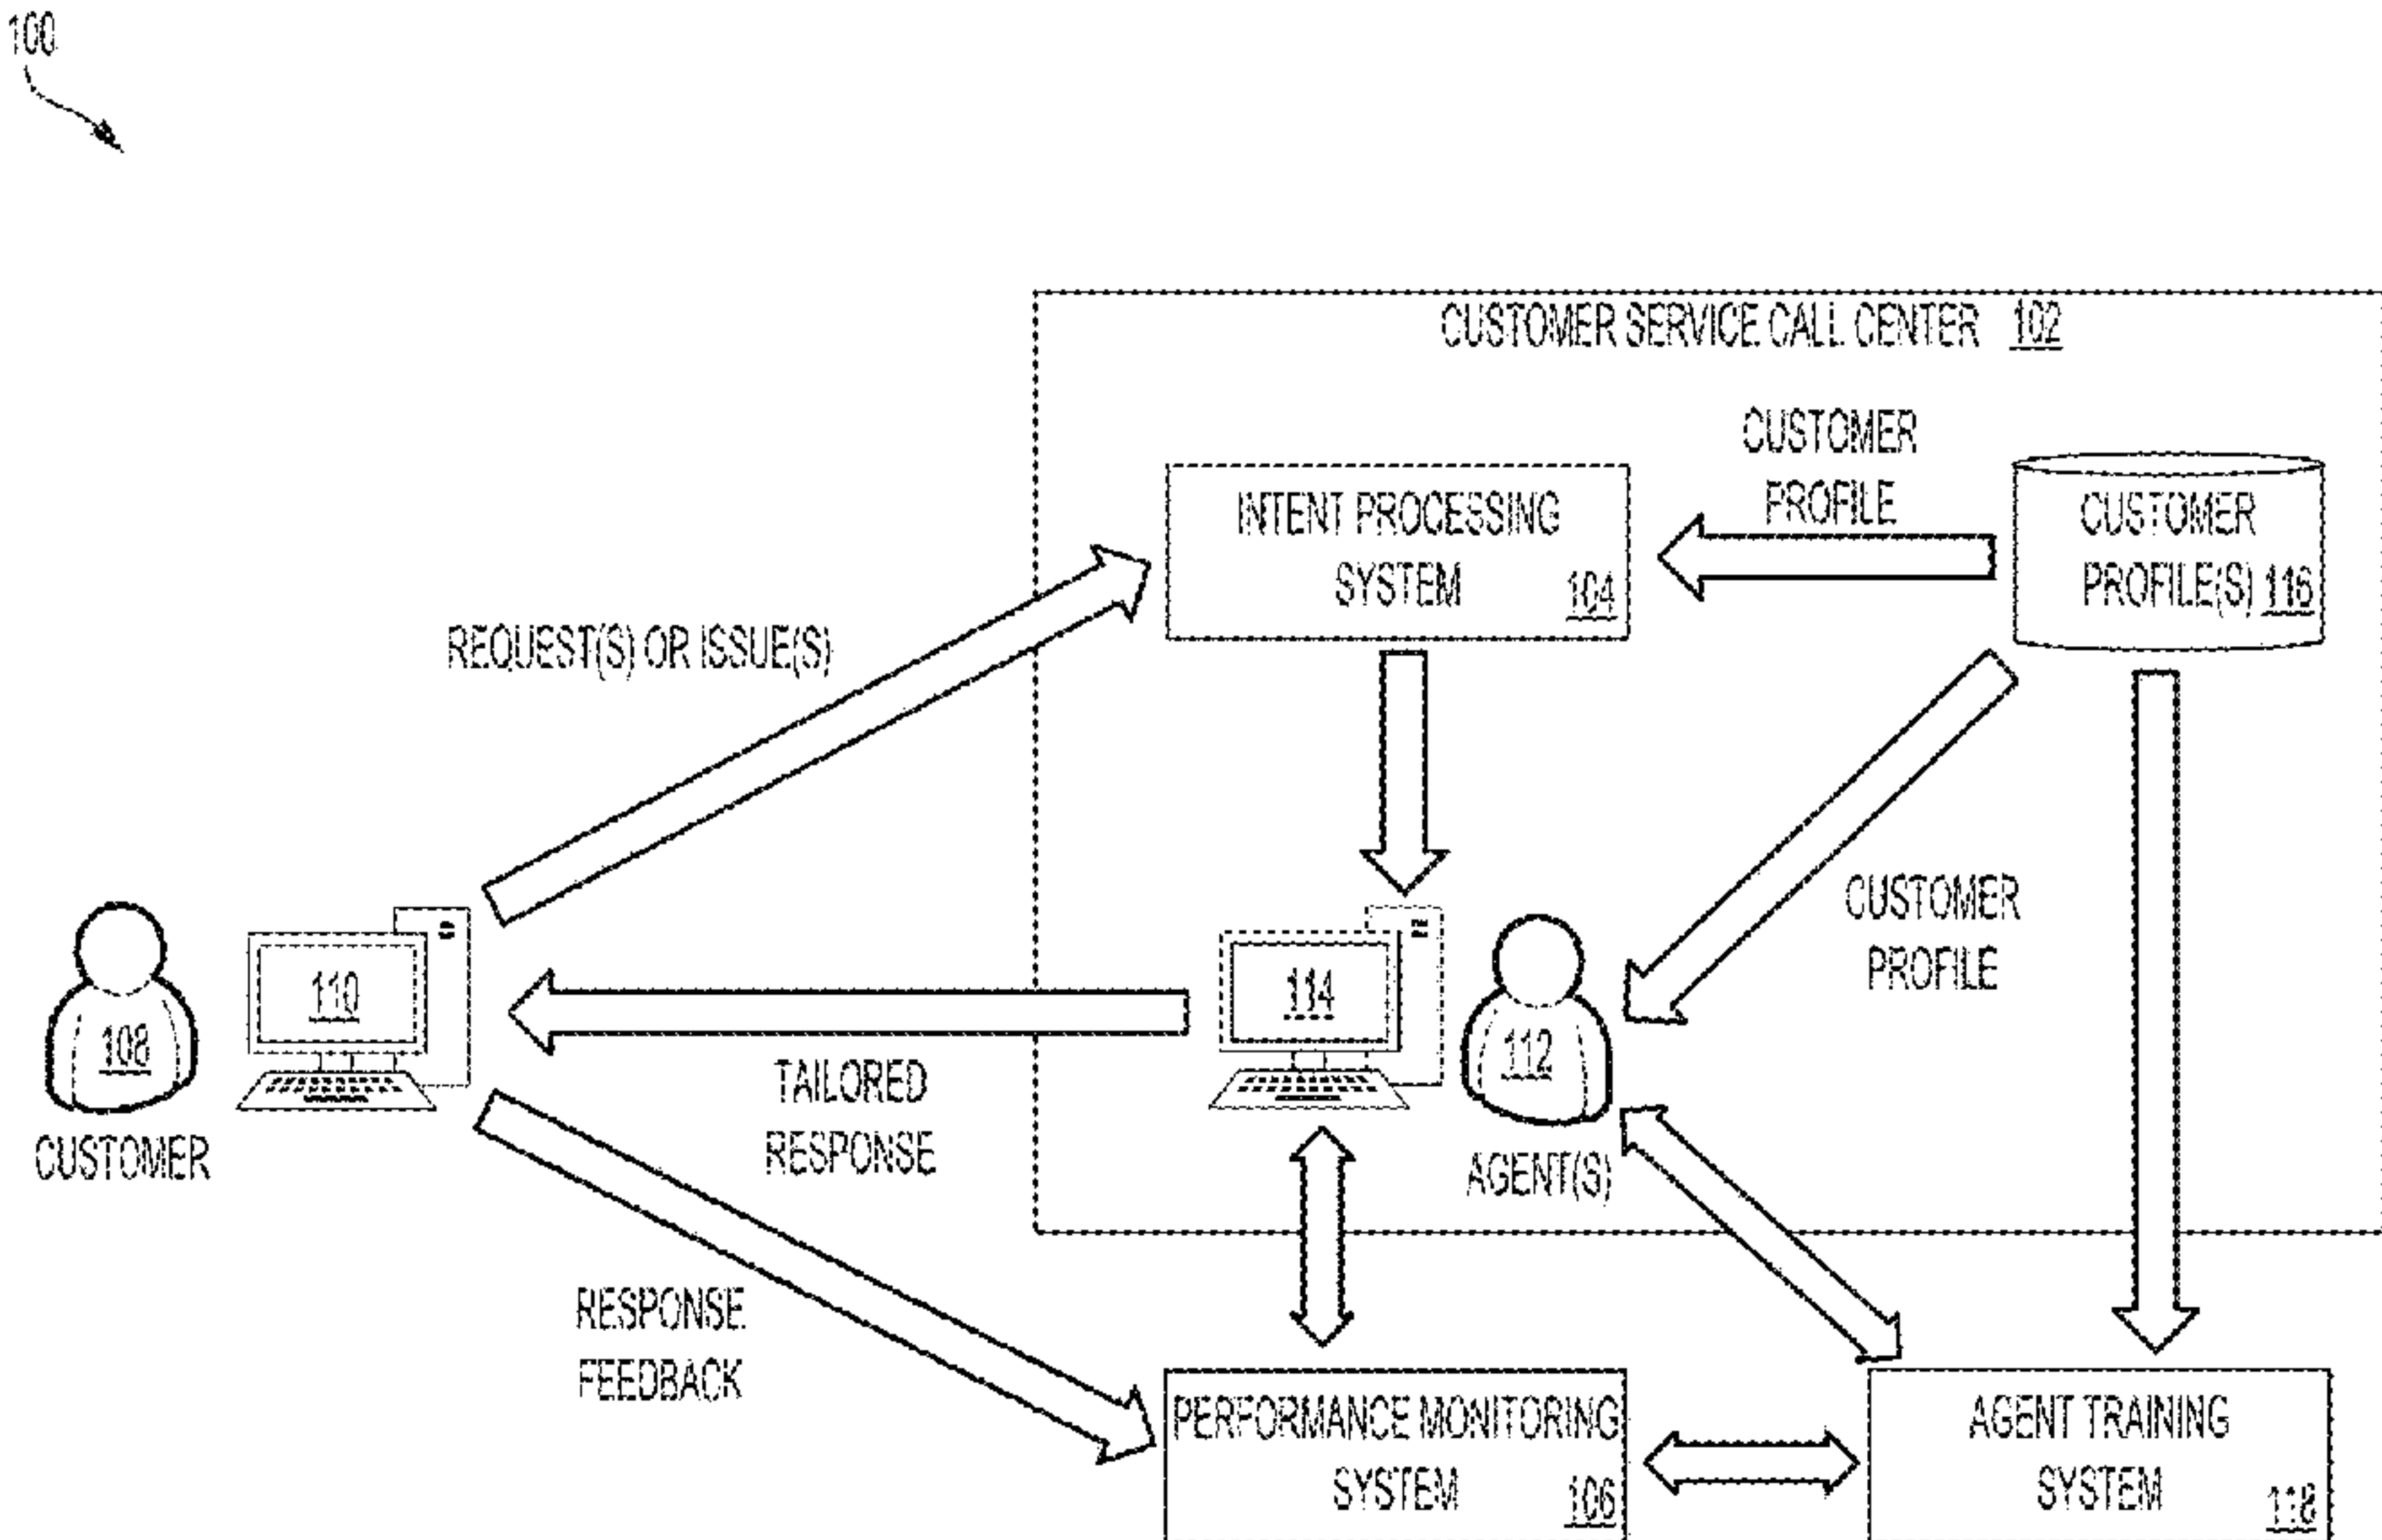 100
CUSTOMER SERVICE CALL CENTER 102
CUSTOMER
PROFILE
INTENT PROCESSING
SYSTEM 104
CUSTOMER
PROFILE(S) 116
REQUEST(S) OR ISSUE(S)
CUSTOMER
PROFILE
110
108
114
112
CUSTOMER
TAILORED
RESPONSE
AGENT(S)
RESPONSE
FEEDBACK
PERFORMANCE MONITORING
SYSTEM 106
AGENT TRAINING
SYSTEM 118